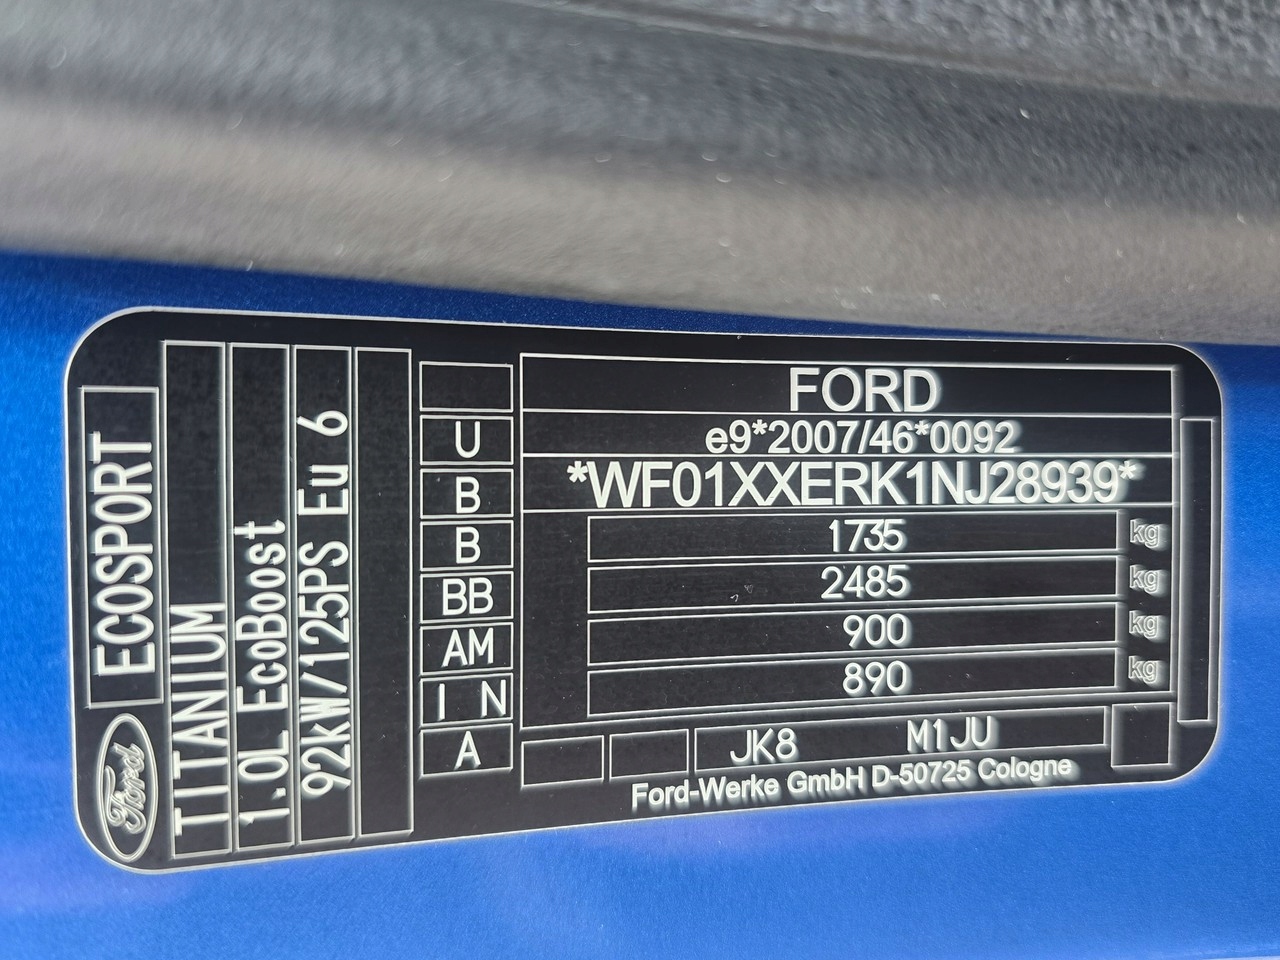 Ford
ECOSPORT
TITANIUM
1.0L EcoBoost
92kW/125PS Eu 6
U
B
B
BB
AM
I N
A
FORD
e9*2007/46*0092
*WF01XXERK1NJ28939*
1735 kg
2485 kg
900 kg
890 kg
JK8 M1JU
Ford-Werke GmbH D-50725 Cologne